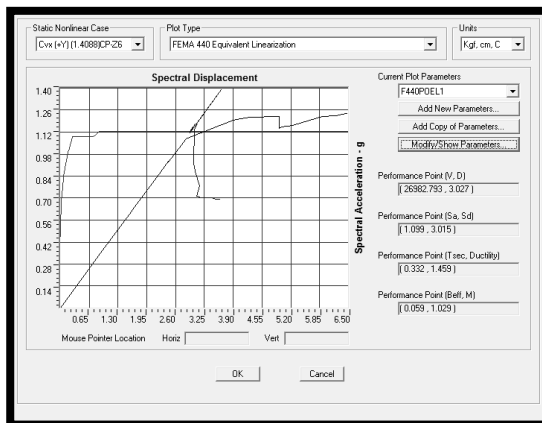 Static Nonlinear Case
Plot Type
Units
Cvx (+Y) (1.4088)CP-Z6
FEMA 440 Equivalent Linearization
Kgf, cm, C
Spectral Displacement
Current Plot Parameters
F440POEL1
Add New Parameters...
Add Copy of Parameters...
Modify/Show Parameters...
1.40
1.26
1.12
0.98
0.84
0.70
0.56
0.42
0.28
0.14
0.65 1.30 1.95 2.60 3.25 3.90 4.55 5.20 5.85 6.50
Spectral Acceleration - g
Performance Point (V, D)
( 26982.793 , 3.027 )
Performance Point (Sa, Sd)
( 1.099 , 3.015 )
Performance Point (Tsec, Ductility)
( 0.332 , 1.459 )
Performance Point (Beff, M)
( 0.059 , 1.029 )
Mouse Pointer Location Horiz Vert
OK Cancel